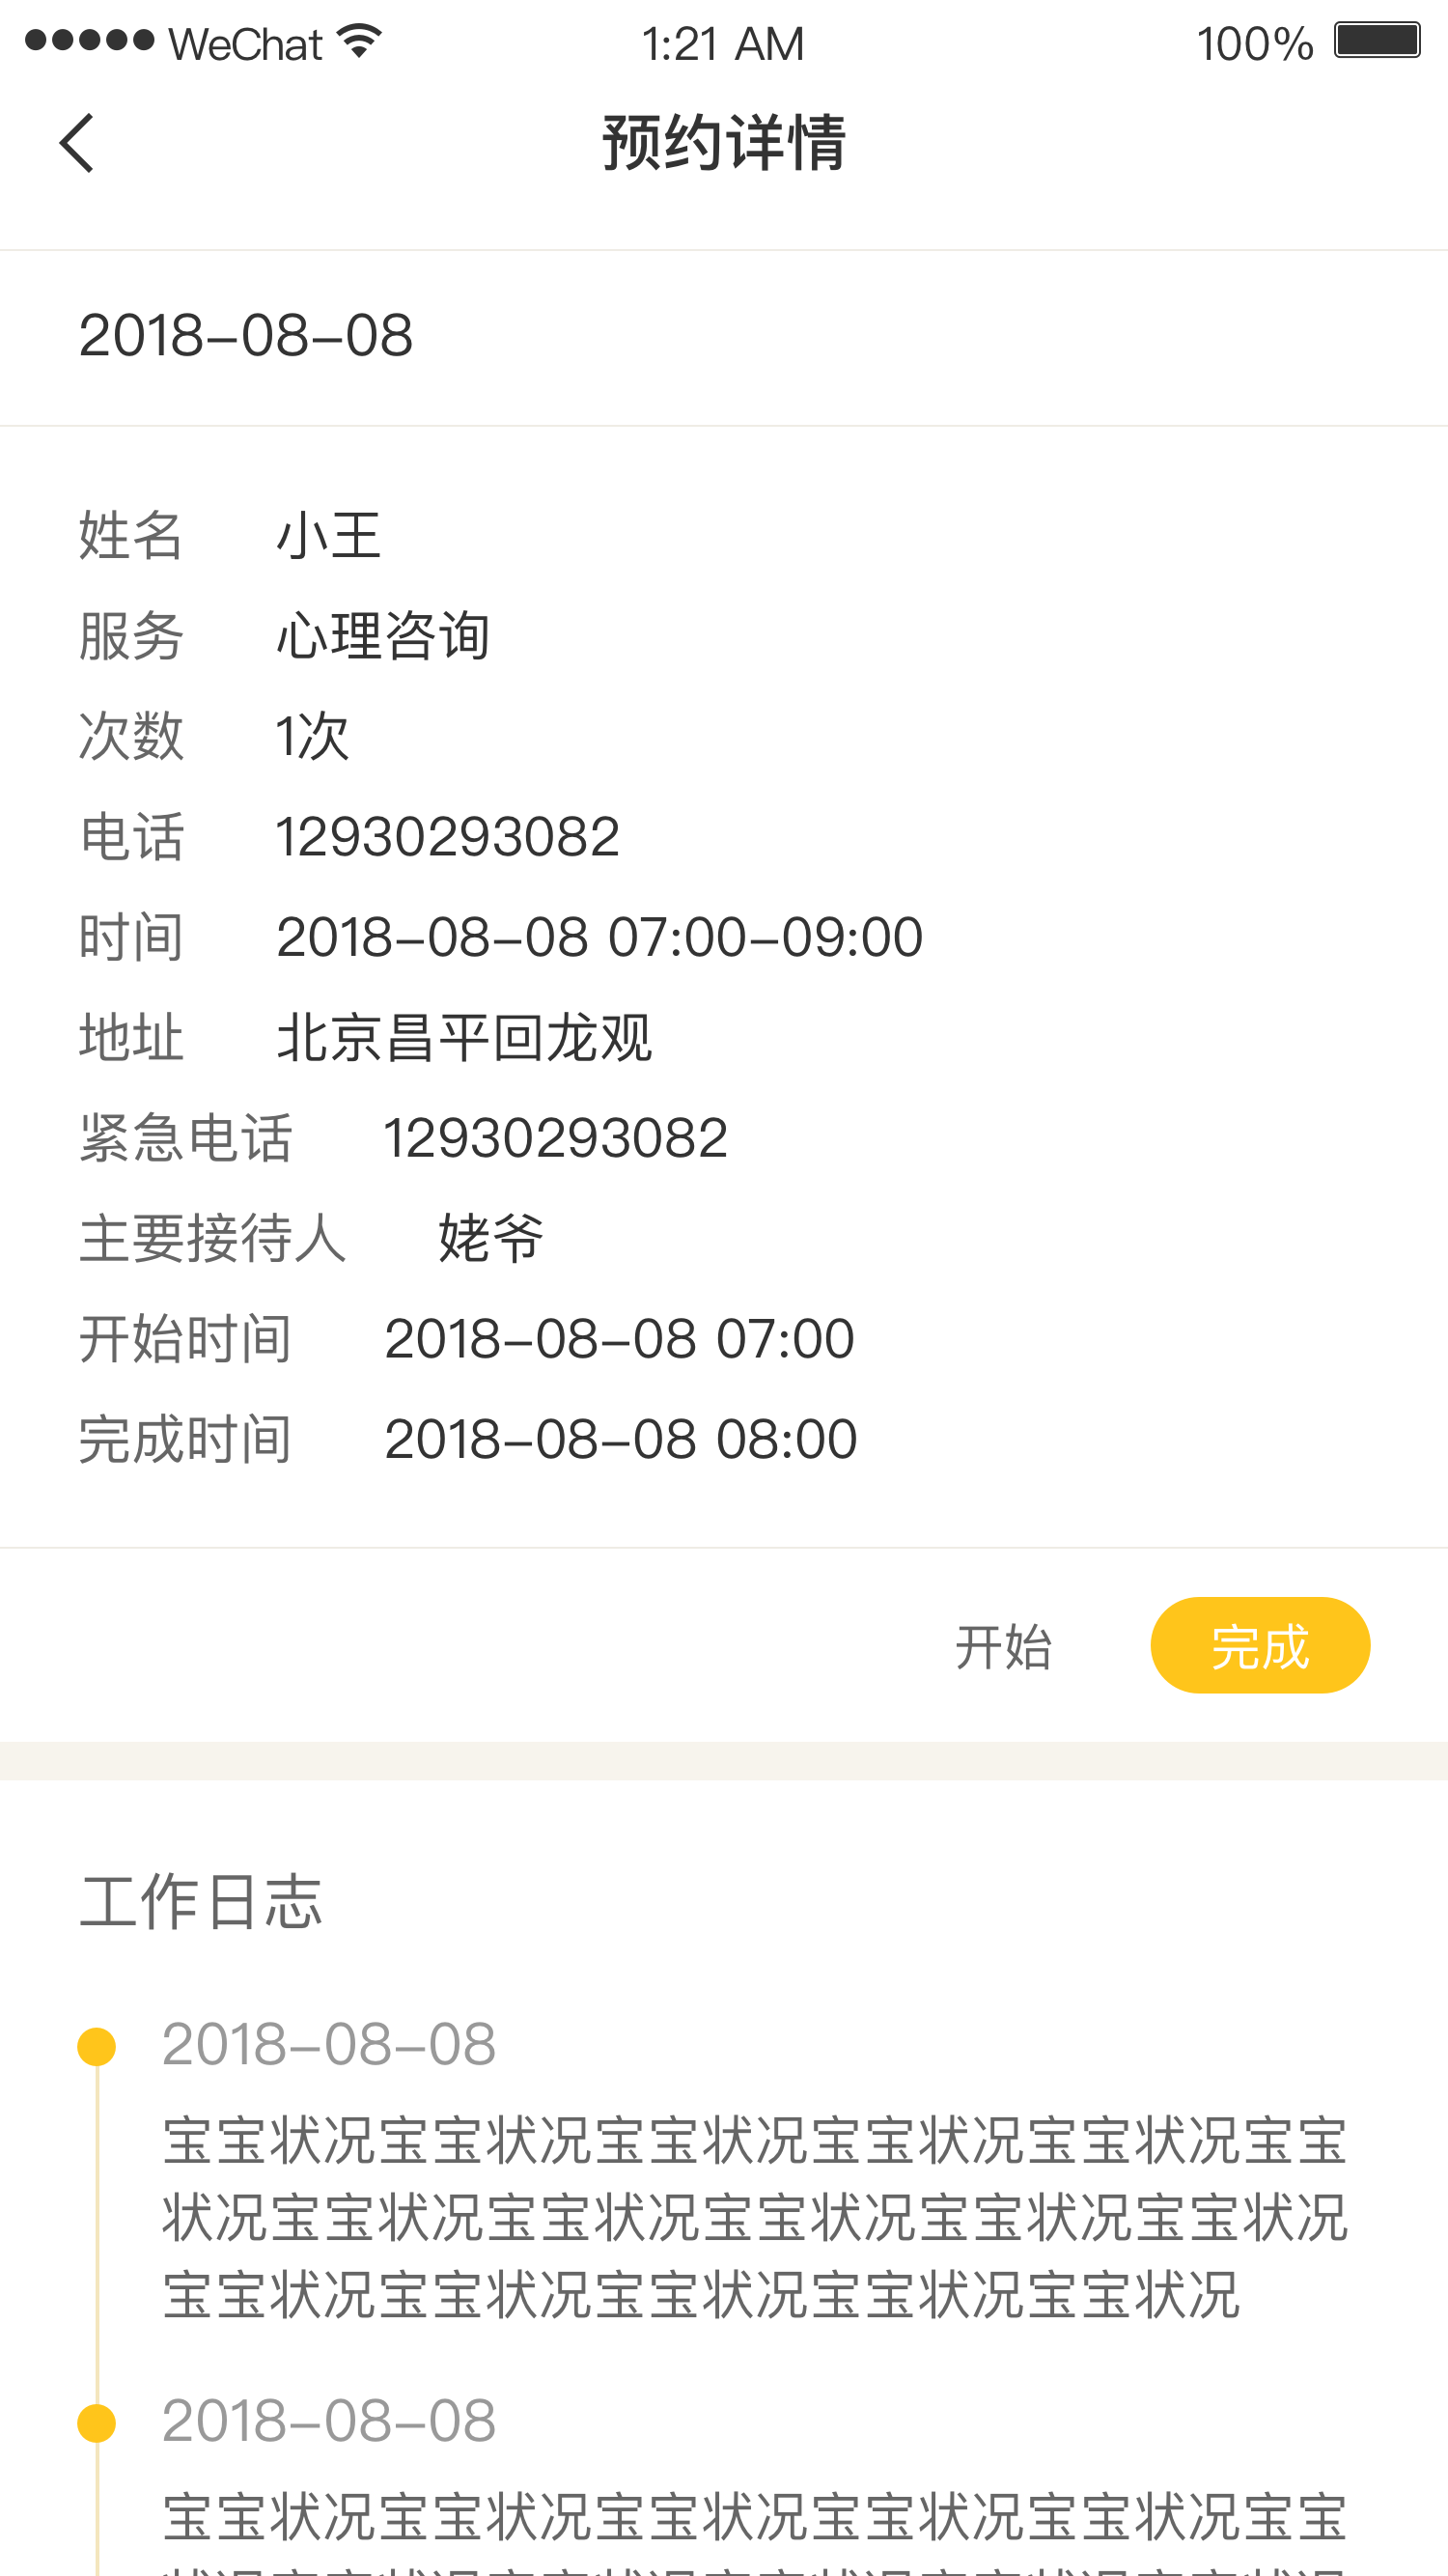 WeChat 1:21 AM 100%
预约详情
2018-08-08
姓名 小王
服务 心理咨询
次数 1次
电话 12930293082
时间 2018-08-08 07:00-09:00
地址 北京昌平回龙观
紧急电话 12930293082
主要接待人 姥爷
开始时间 2018-08-08 07:00
完成时间 2018-08-08 08:00
开始 完成
工作日志
2018-08-08
宝宝状况宝宝状况宝宝状况宝宝状况宝宝状况宝宝
状况宝宝状况宝宝状况宝宝状况宝宝状况宝宝状况
宝宝状况宝宝状况宝宝状况宝宝状况宝宝状况
2018-08-08
宝宝状况宝宝状况宝宝状况宝宝状况宝宝状况宝宝